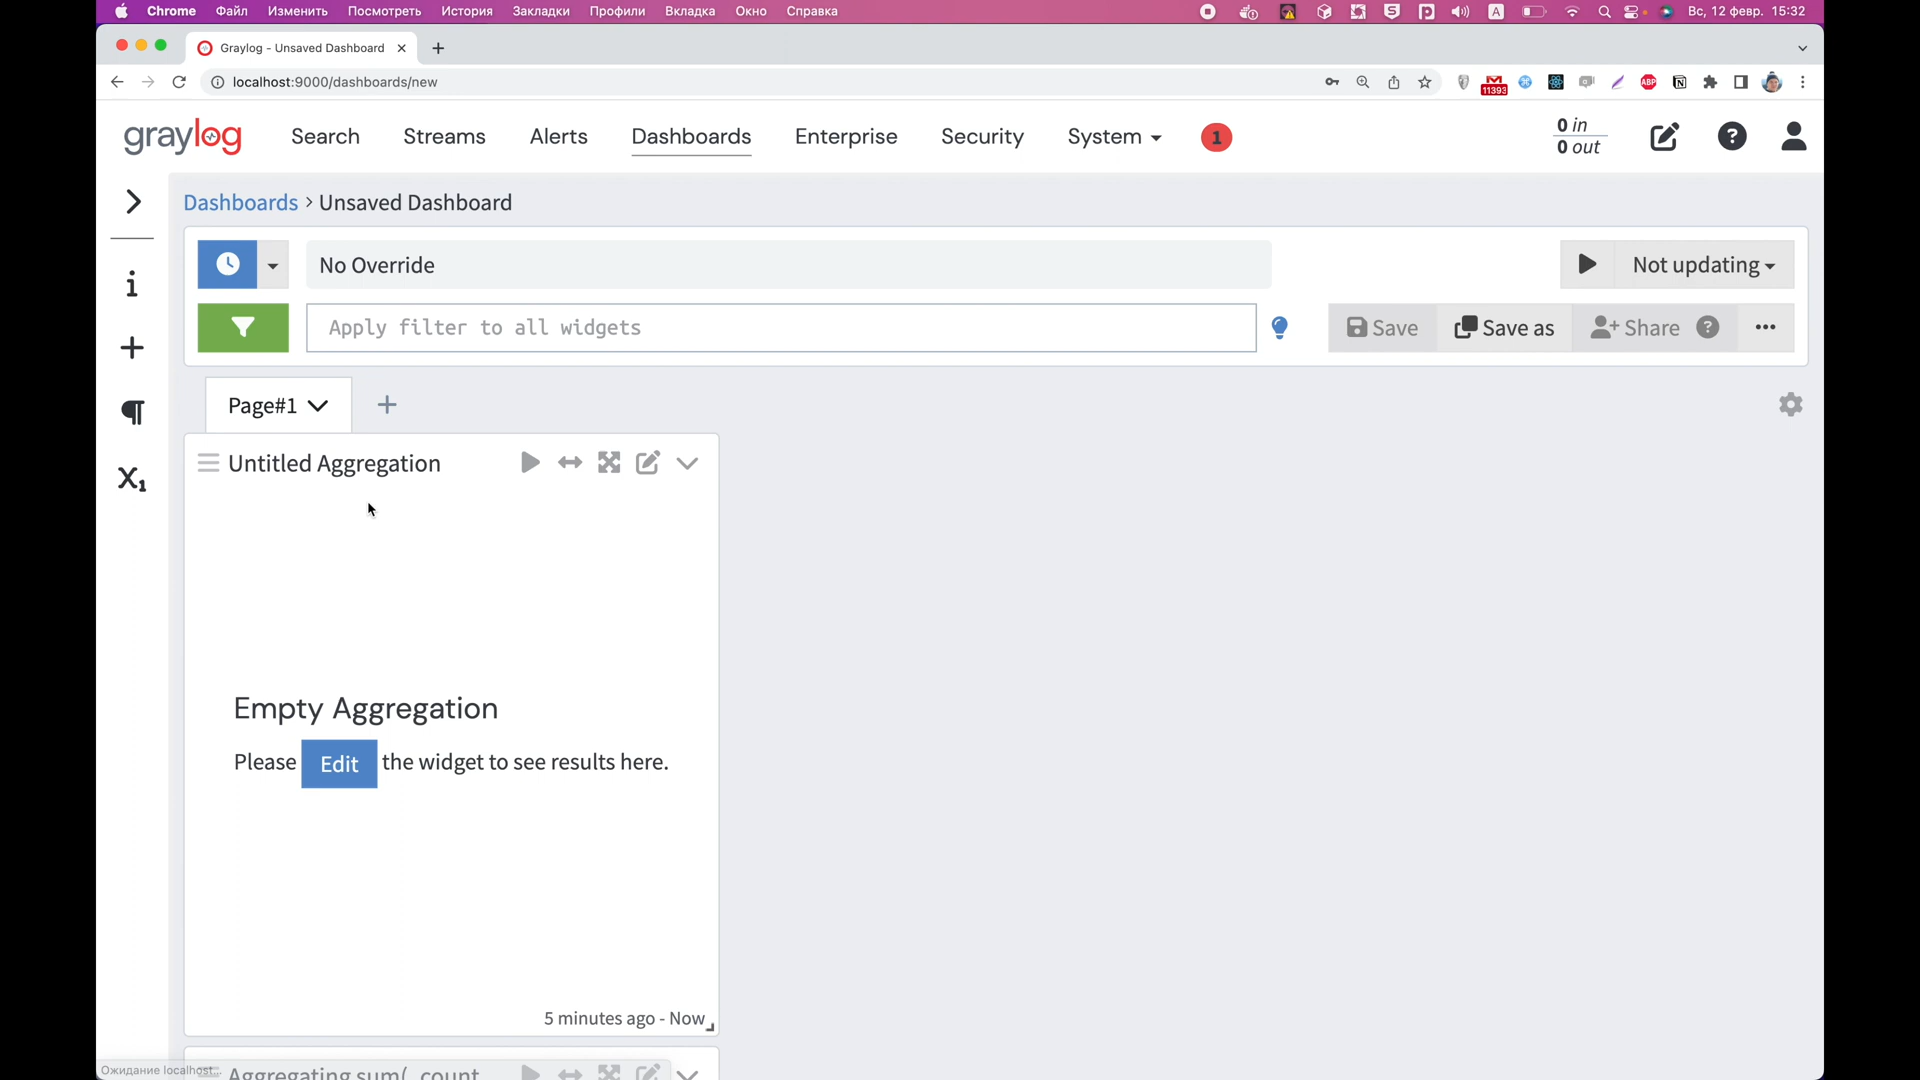 Chrome Файл Изменить Посмотреть История Закладки Профили Вкладка Окно Справка A Вс, 12 февр. 15:32
Graylog - Unsaved Dashboard
localhost:9000/dashboards/new 11393 ABP
graylog Search Streams Alerts Dashboards Enterprise Security System 1 0 in
0 out
Dashboards > Unsaved Dashboard
No Override Not updating
Apply filter to all widgets Save Save as Share
Page#1
Untitled Aggregation
X₁
Empty Aggregation
Please Edit the widget to see results here.
5 minutes ago - Now
Ожидание localhost...
Aggregating sum(_count